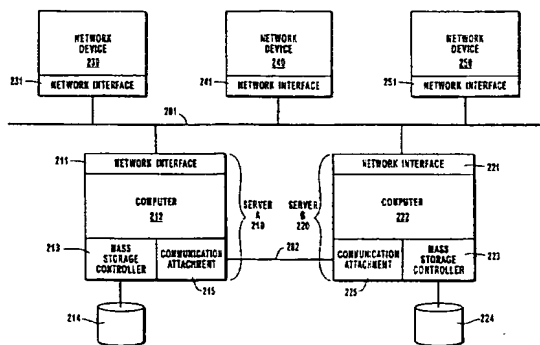 NETWORK DEVICE
NETWORK INTERFACE
231
NETWORK DEVICE
240
NETWORK INTERFACE
241
NETWORK DEVICE
250
NETWORK INTERFACE
251
201
211
NETWORK INTERFACE
COMPUTER
212
213
MASS STORAGE CONTROLLER
COMMUNICATION ATTACHMENT
215
214
SERVER A
210
202
SERVER B
220
NETWORK INTERFACE
221
COMPUTER
222
COMMUNICATION ATTACHMENT
225
MASS STORAGE CONTROLLER
223
224